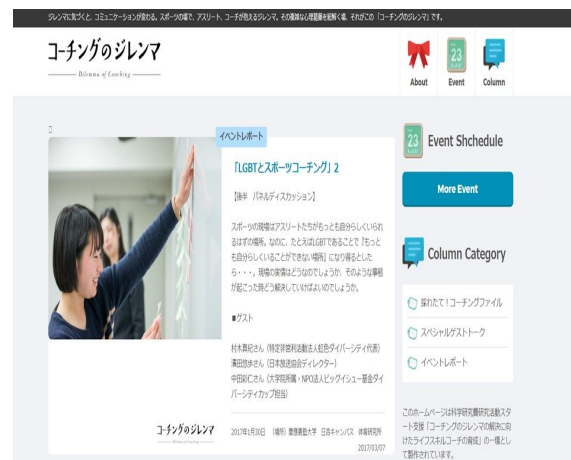 ジレンマに気づくと、コミュニケーションが変わる。スポーツの場で、アスリート、コーチが抱えるジレンマ。その複雑な心理葛藤を紐解く場、それがこの「コーチングのジレンマ」です。
コーチングのジレンマ
Dilemma of Coaching
About
23
Event
Column
イベントレポート
「LGBTとスポーツコーチング」2
【後半　パネルディスカッション】
スポーツの現場はアスリートたちがもっとも自分らしくいられ
るはずの場所。なのに、たとえばLGBTであることで「もっと
も自分らしくいることができない場所」になり得るとした
ら・・・。現場の実情はどうなのでしょうか、そのような事態
が起こった時どう解決していけばよいのでしょうか。
■ゲスト
村木真紀さん（特定非営利活動法人虹色ダイバーシティ代表）
濱田悠歩さん（日本放送協会ディレクター）
中田彩仁さん（大学院所属・NPO法人ビッグイシュー基金ダイ
バーシティカップ担当）
2017年1月30日　（場所）慶應義塾大学　日吉キャンパス　体育研究所
2017/03/07
コーチングのジレンマ
Dilemma of Coaching
23
Event Shchedule
More Event
Column Category
採れたて！コーチングファイル
スペシャルゲストトーク
イベントレポート
このホームページは科学研究費研究活動スタ
ート支援「コーチングのジレンマの解決に向
けたライフスキルコーチの育成」の一環とし
て製作されています。